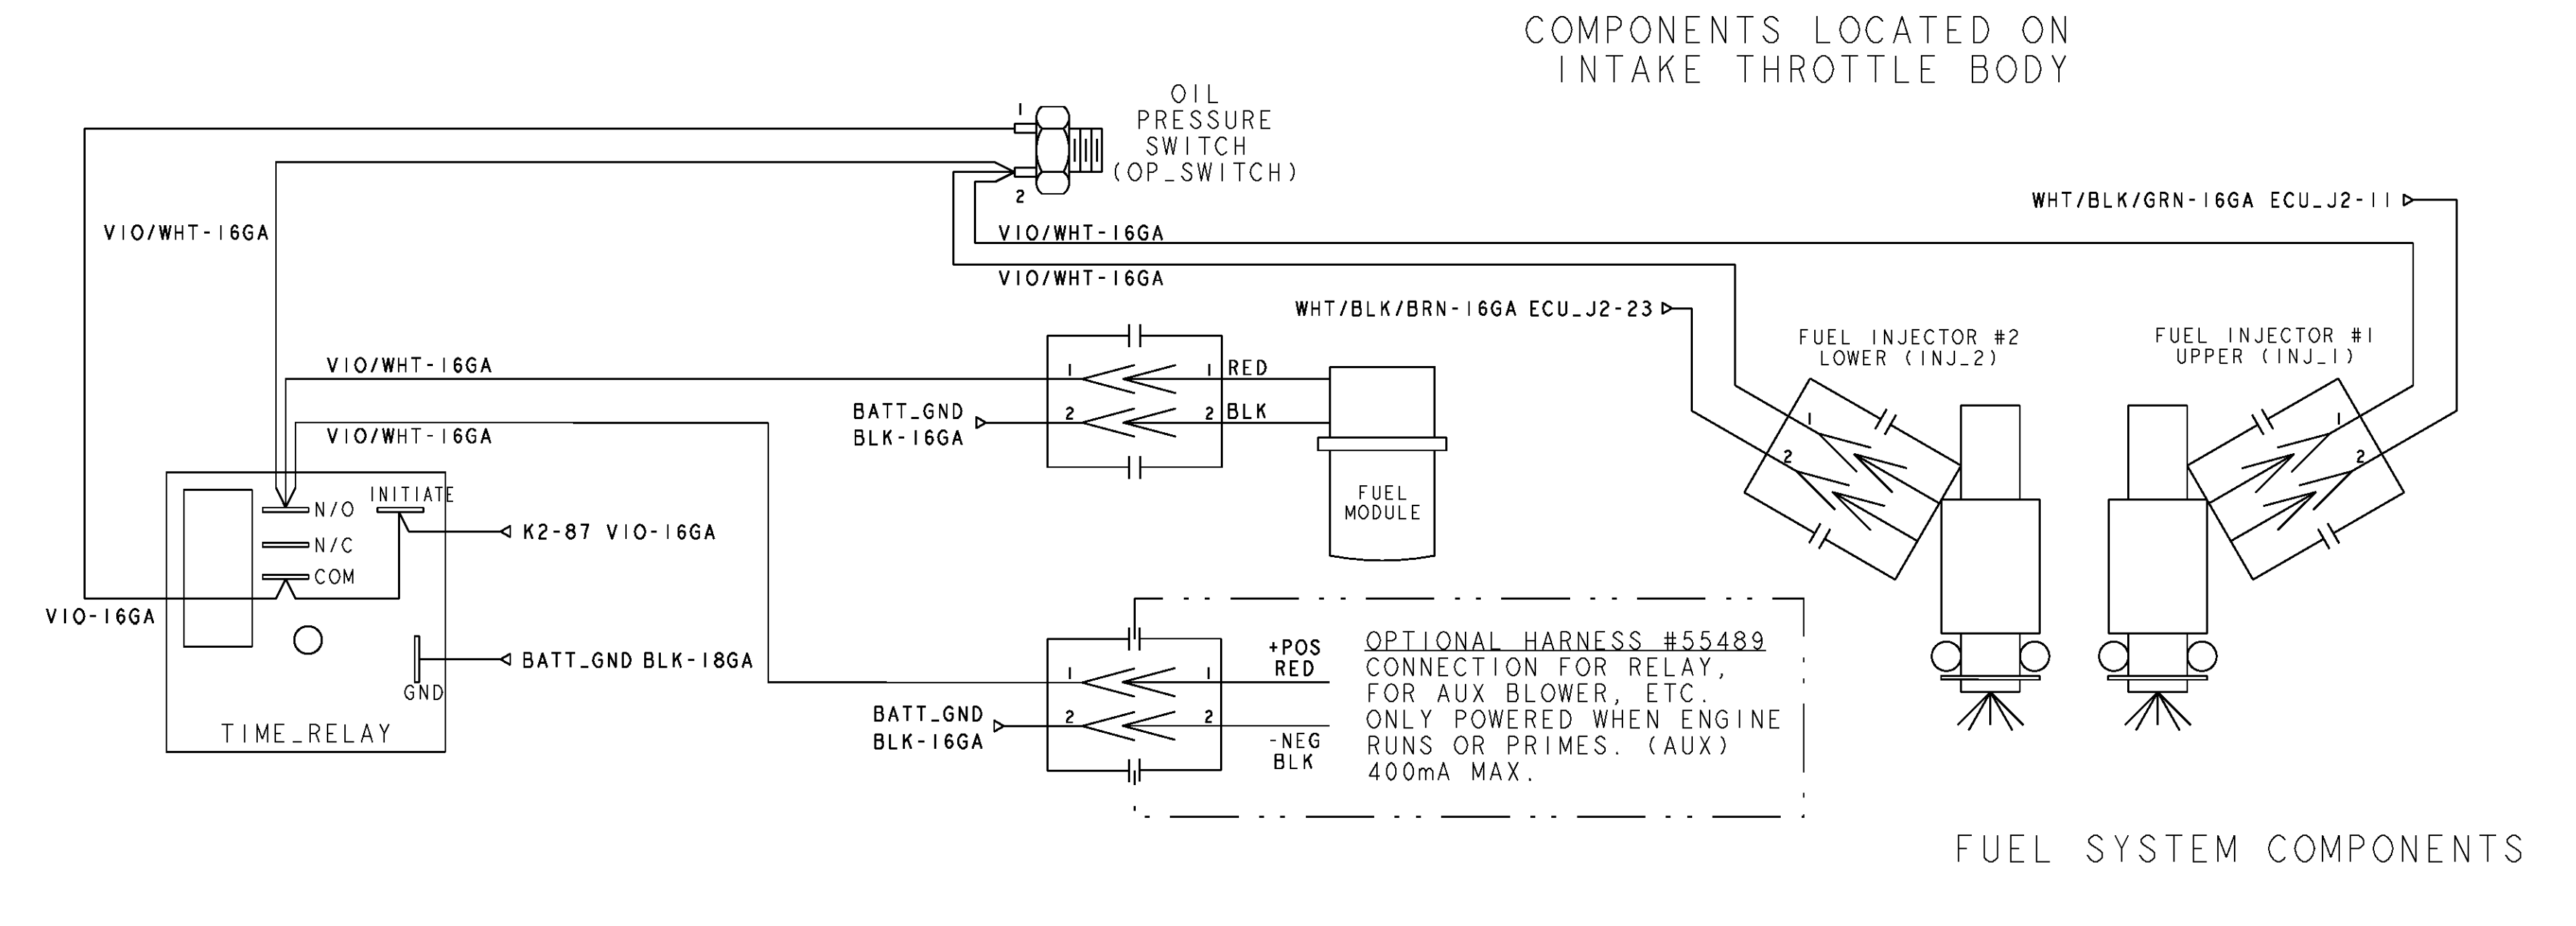 COMPONENTS LOCATED ON
INTAKE THROTTLE BODY
OIL
PRESSURE
SWITCH
(OP_SWITCH)
1
2
VIO/WHT-16GA
VIO/WHT-16GA
VIO/WHT-16GA
WHT/BLK/GRN-16GA ECU_J2-11
WHT/BLK/BRN-16GA ECU_J2-23
FUEL INJECTOR #2
LOWER (INJ_2)
1
2
FUEL INJECTOR #1
UPPER (INJ_1)
1
2
VIO/WHT-16GA
1 1 RED
BATT_GND
BLK-16GA
2 2 BLK
FUEL
MODULE
VIO/WHT-16GA
INITIATE
N/O
N/C
COM
K2-87 VIO-16GA
VIO-16GA
BATT_GND BLK-18GA
GND
TIME_RELAY
1 1
+POS
RED
BATT_GND
BLK-16GA
2 2
-NEG
BLK
OPTIONAL HARNESS #55489
CONNECTION FOR RELAY,
FOR AUX BLOWER, ETC.
ONLY POWERED WHEN ENGINE
RUNS OR PRIMES. (AUX)
400mA MAX.
FUEL SYSTEM COMPONENTS